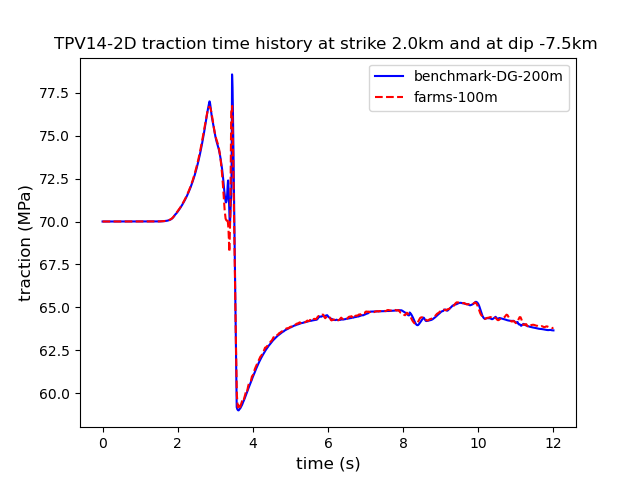 TPV14-2D traction time history at strike 2.0km and at dip -7.5km
benchmark-DG-200m
farms-100m
traction (MPa)
77.5
75.0
72.5
70.0
67.5
65.0
62.5
60.0
0 2 4 6 8 10 12
time (s)